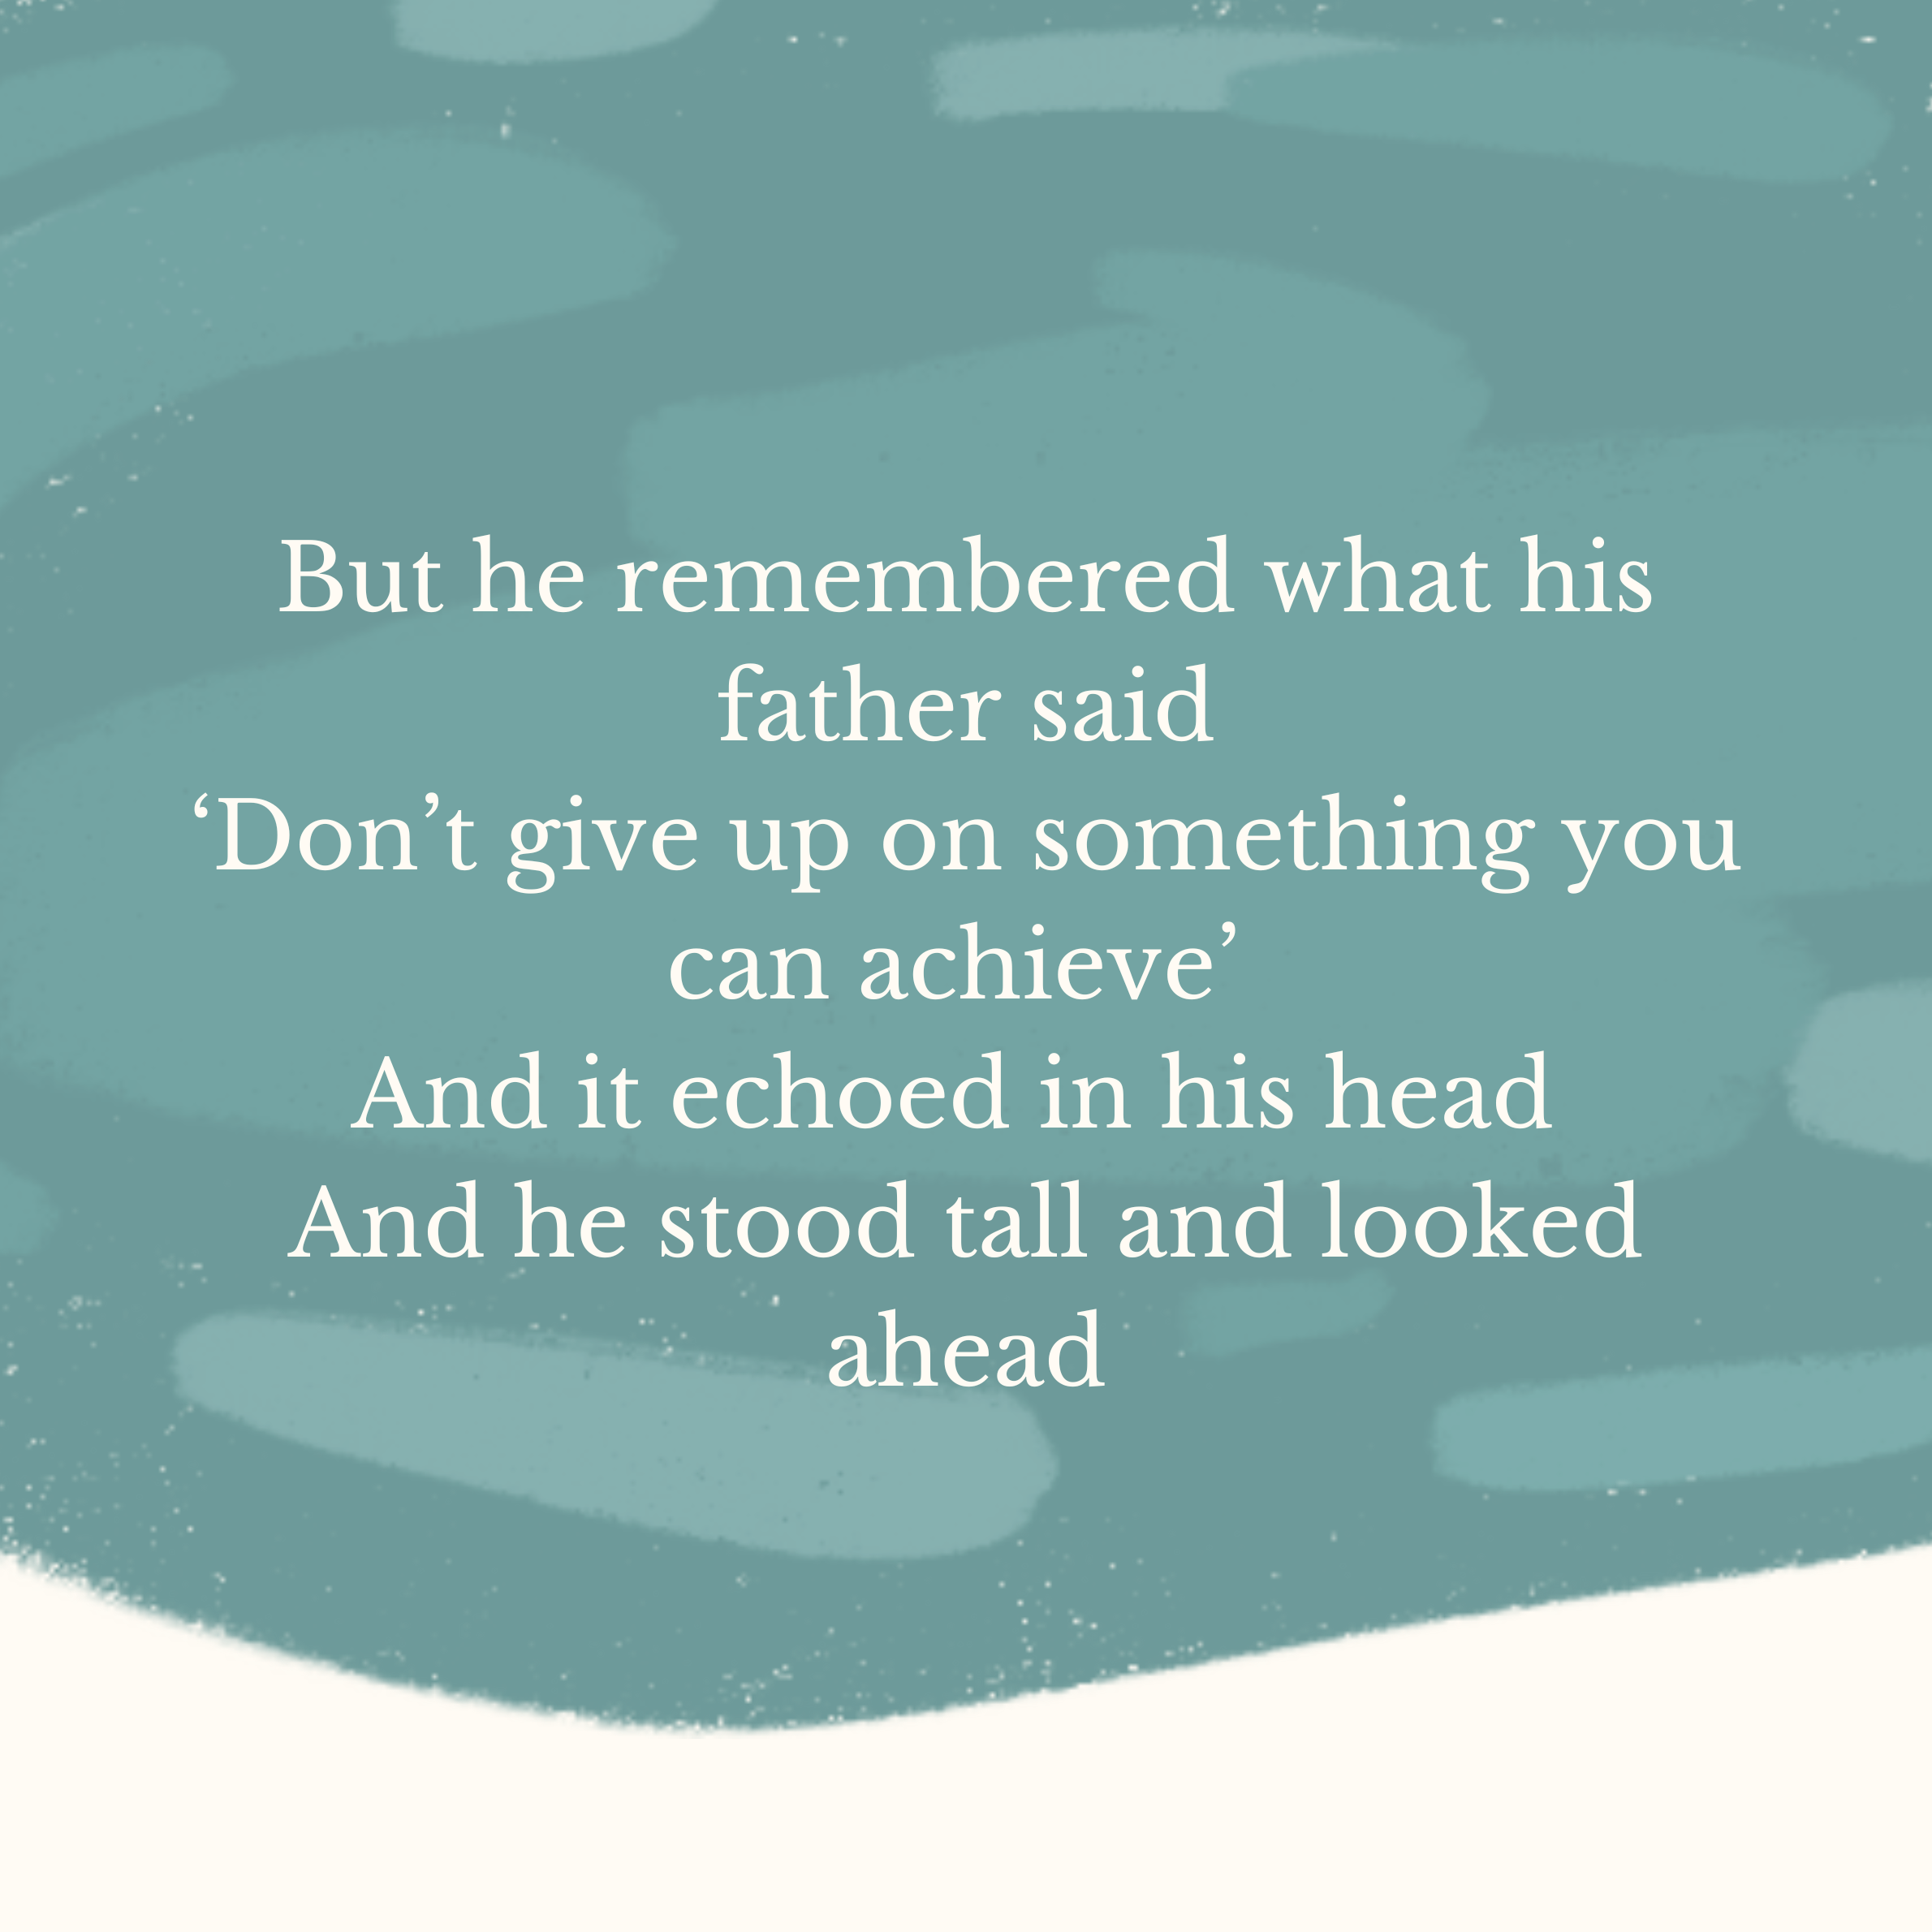 But he remembered what his
father said
‘Don’t give up on something you
can achieve’
And it echoed in his head
And he stood tall and looked
ahead